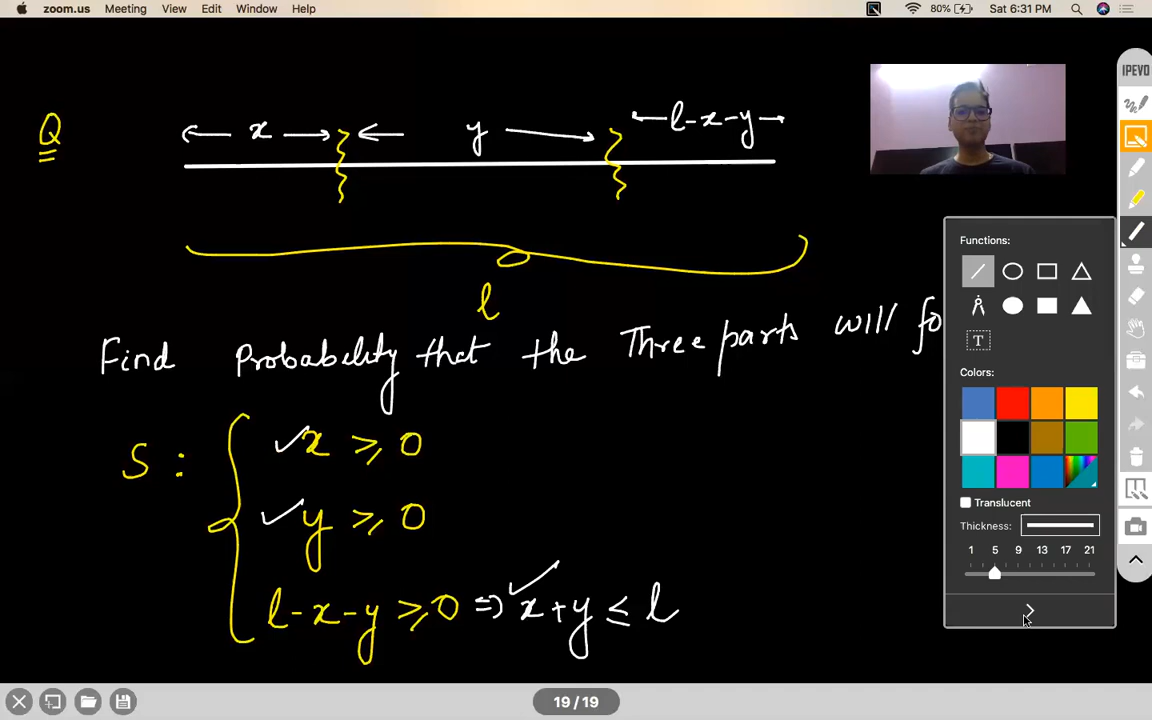 zoom.us Meeting View Edit Window Help 80% Sat 6:31 PM
IPEVO
Q
x y l-x-y
l
Find Probability that the Three parts will fo
S : x ≥ 0
y ≥ 0
l-x-y ≥ 0 ⇒ x+y ≤ l
Functions:
T
Colors:
Translucent
Thickness:
1 5 9 13 17 21
19 / 19